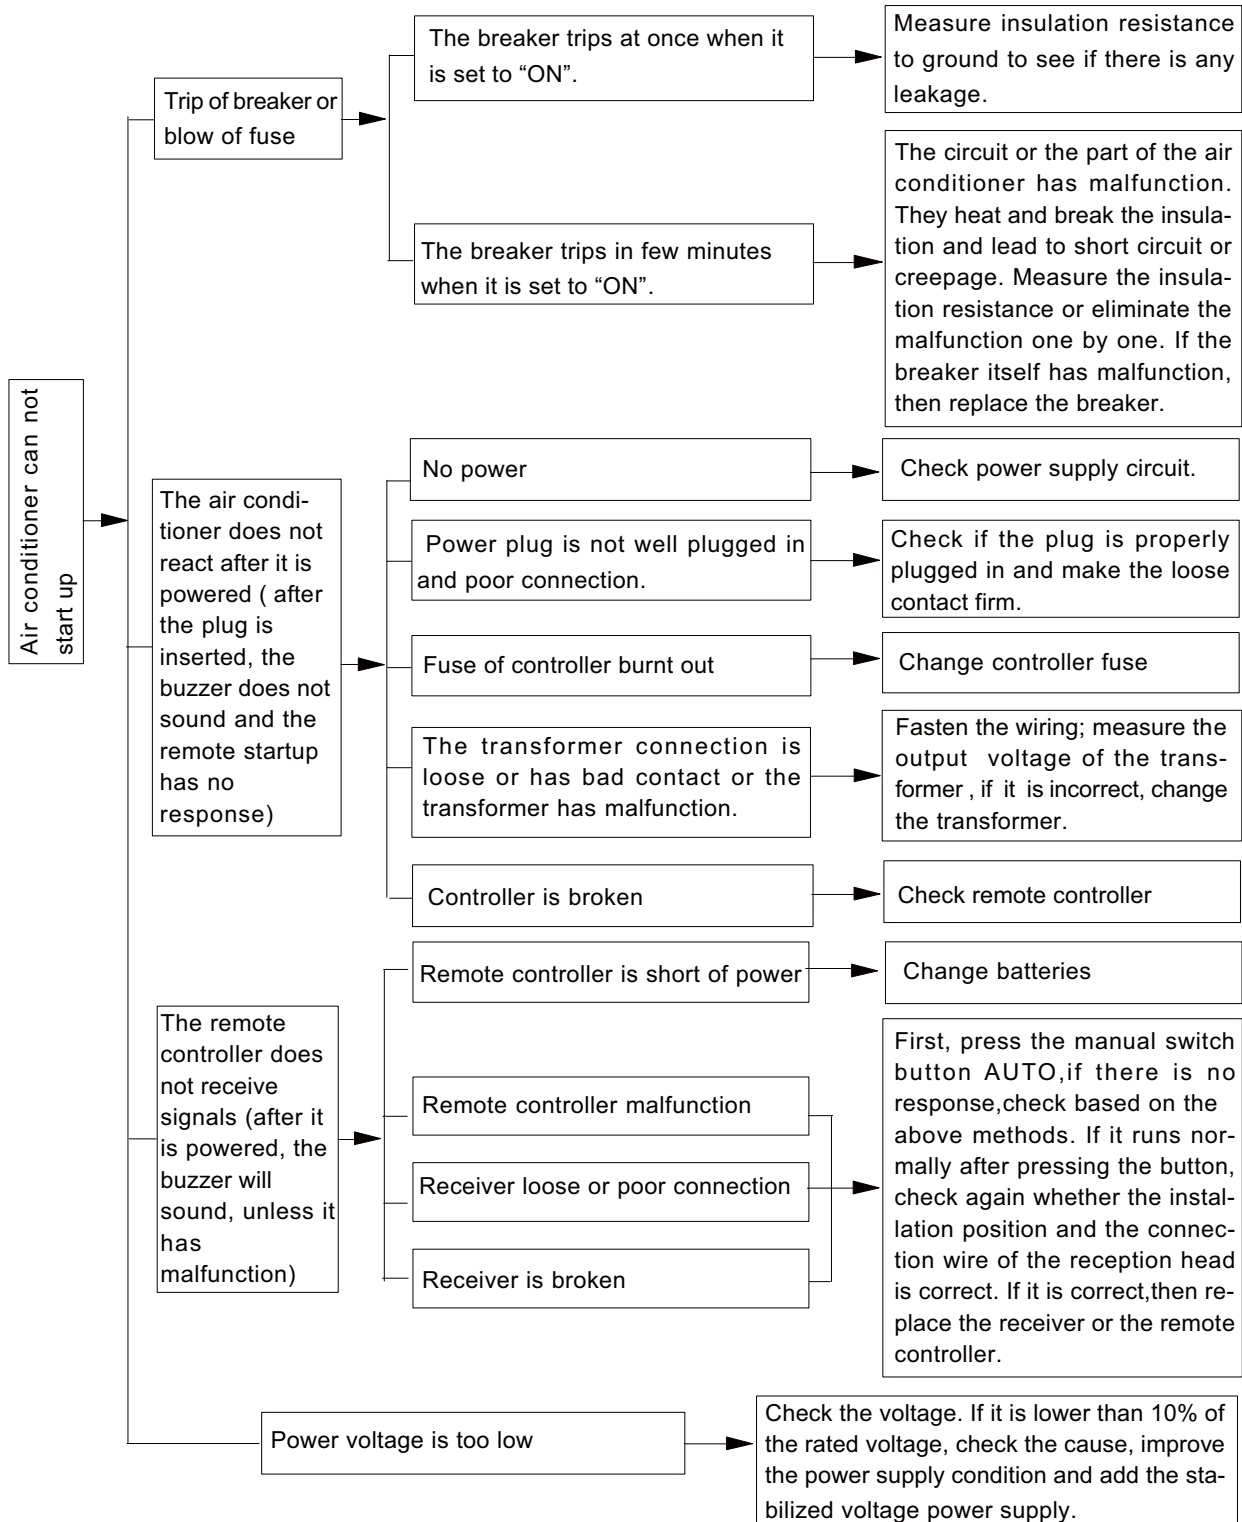 Air conditioner can not
start up
Trip of breaker or
blow of fuse
The breaker trips at once when it
is set to “ON”.
Measure insulation resistance
to ground to see if there is any
leakage.
The breaker trips in few minutes
when it is set to “ON”.
The circuit or the part of the air
conditioner has malfunction.
They heat and break the insula-
tion and lead to short circuit or
creepage. Measure the insula-
tion resistance or eliminate the
malfunction one by one. If the
breaker itself has malfunction,
then replace the breaker.
The air condi-
tioner does not
react after it is
powered ( after
the plug is
inserted, the
buzzer does not
sound and the
remote startup
has no
response)
No power
Check power supply circuit.
Power plug is not well plugged in
and poor connection.
Check if the plug is properly
plugged in and make the loose
contact firm.
Fuse of controller burnt out
Change controller fuse
The transformer connection is
loose or has bad contact or the
transformer has malfunction.
Fasten the wiring; measure the
output voltage of the trans-
former , if it is incorrect, change
the transformer.
Controller is broken
Check remote controller
The remote
controller does
not receive
signals (after it
is powered, the
buzzer will
sound, unless it
has
malfunction)
Remote controller is short of power
Change batteries
Remote controller malfunction
Receiver loose or poor connection
Receiver is broken
First, press the manual switch
button AUTO,if there is no
response,check based on the
above methods. If it runs nor-
mally after pressing the button,
check again whether the instal-
lation position and the connec-
tion wire of the reception head
is correct. If it is correct,then re-
place the receiver or the remote
controller.
Power voltage is too low
Check the voltage. If it is lower than 10% of
the rated voltage, check the cause, improve
the power supply condition and add the sta-
bilized voltage power supply.